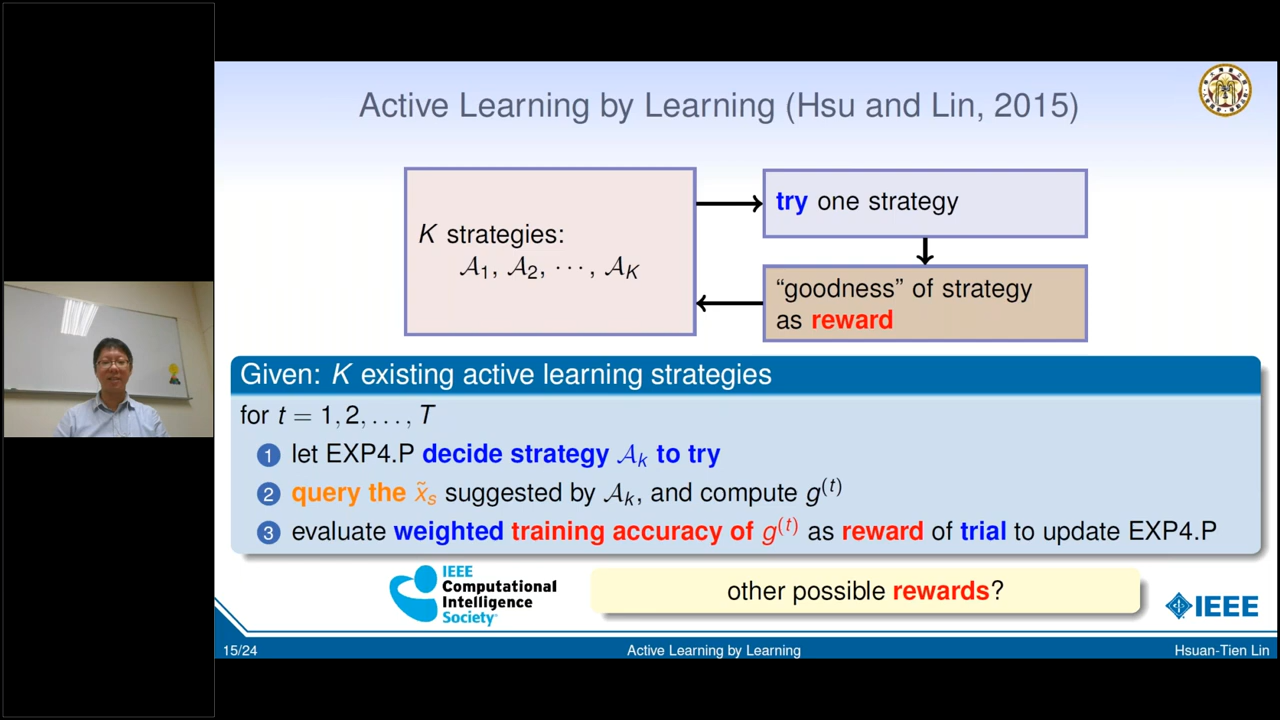 Active Learning by Learning (Hsu and Lin, 2015)
K strategies:
𝒜₁, 𝒜₂, ⋯, 𝒜_K
try one strategy
“goodness” of strategy
as reward
Given: K existing active learning strategies
for t = 1, 2, . . . , T
1 let EXP4.P decide strategy 𝒜_k to try
2 query the x̃_s suggested by 𝒜_k, and compute g^(t)
3 evaluate weighted training accuracy of g^(t) as reward of trial to update EXP4.P
IEEE
Computational
Intelligence
Society
other possible rewards?
IEEE
15/24
Active Learning by Learning
Hsuan-Tien Lin